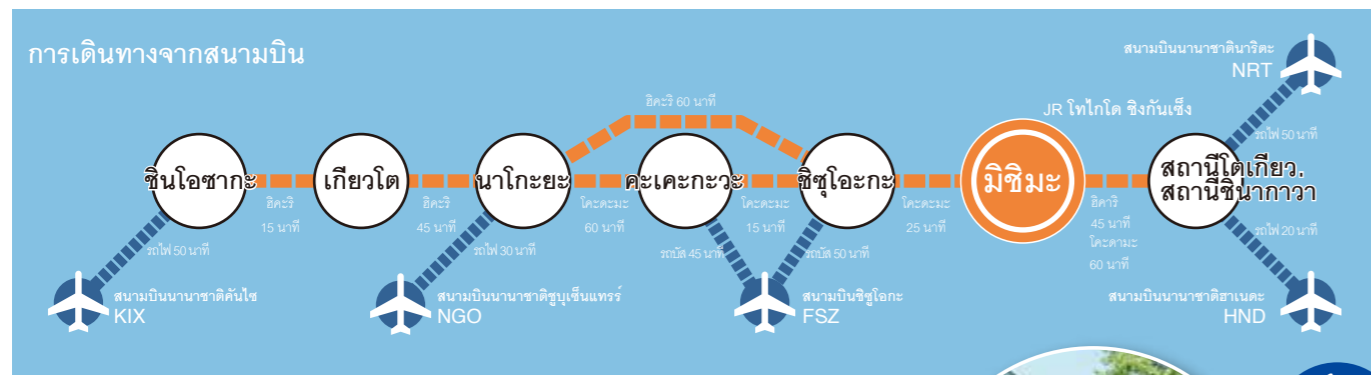 การเดินทางจากสนามบิน
สนามบินนานาชาตินาริตะ
NRT
ฮิคะริ 60 นาที
JR โทไกโด ชิงกันเซ็ง
รถไฟ 50 นาที
ชินโอซากะ
เกียวโต
นาโกะยะ
คะเคะกะวะ
ชิซุโอะกะ
มิชิมะ
สถานีโตเกียว.
สถานีชินากาวา
ฮิคะริ
15 นาที
ฮิคะริ
45 นาที
โคะดะมะ
60 นาที
โคะดะมะ
15 นาที
โคะดะมะ
25 นาที
ฮิคาริ
45 นาที
โคะดามะ
60 นาที
รถไฟ 50 นาที
รถไฟ 30 นาที
รถบัส 45 นาที
รถบัส 50 นาที
รถไฟ 20 นาที
สนามบินนานาชาติคันไซ
KIX
สนามบินนานาชาติชูบุเซ็นแทรร์
NGO
สนามบินชิซูโอกะ
FSZ
สนามบินนานาชาติฮาเนดะ
HND